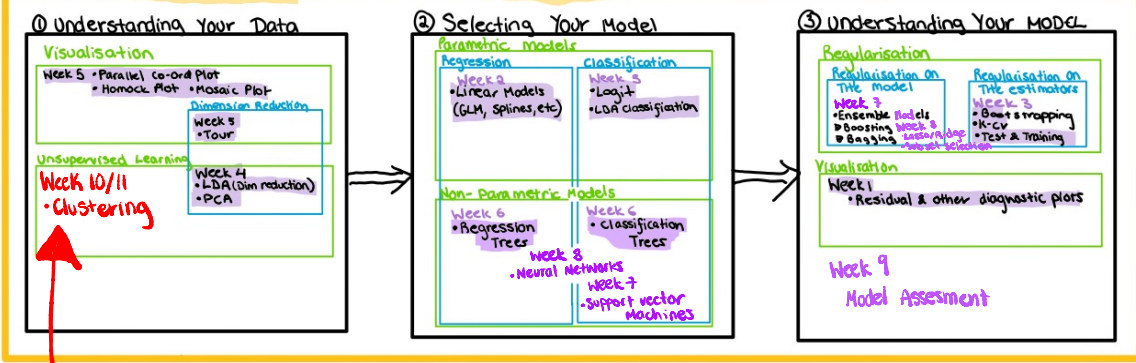 ① Understanding Your Data
Visualisation
Week 5 • Parallel Co-ord Plot
• Homock Plot • Mosaic Plot
Dimension Reduction
Week 5
• Tour
Unsupervised Learning
Week 4
• LDA (Dim reduction)
• PCA
Week 10/11
• Clustering
② Selecting Your Model
Parametric Models
Regression
Week 2
• Linear Models
(GLM, Splines, etc)
Classification
Week 3
• Logit
• LDA classification
Non-Parametric Models
Week 6
• Regression
Trees
Week 6
• Classification
Trees
Week 8
• Neural Networks
Week 7
• Support vector
Machines
③ Understanding Your MODEL
Regularisation
Regularisation on
The model
Week 7
• Ensemble Models
Boosting
Bagging
Week 8
• Lasso/Ridge
• Subset Selection
Regularisation on
The estimators
Week 3
• Bootstrapping
• K-CV
• Test & Training
Visualisation
Week 1
• Residual & other diagnostic plots
Week 9
Model Assesment